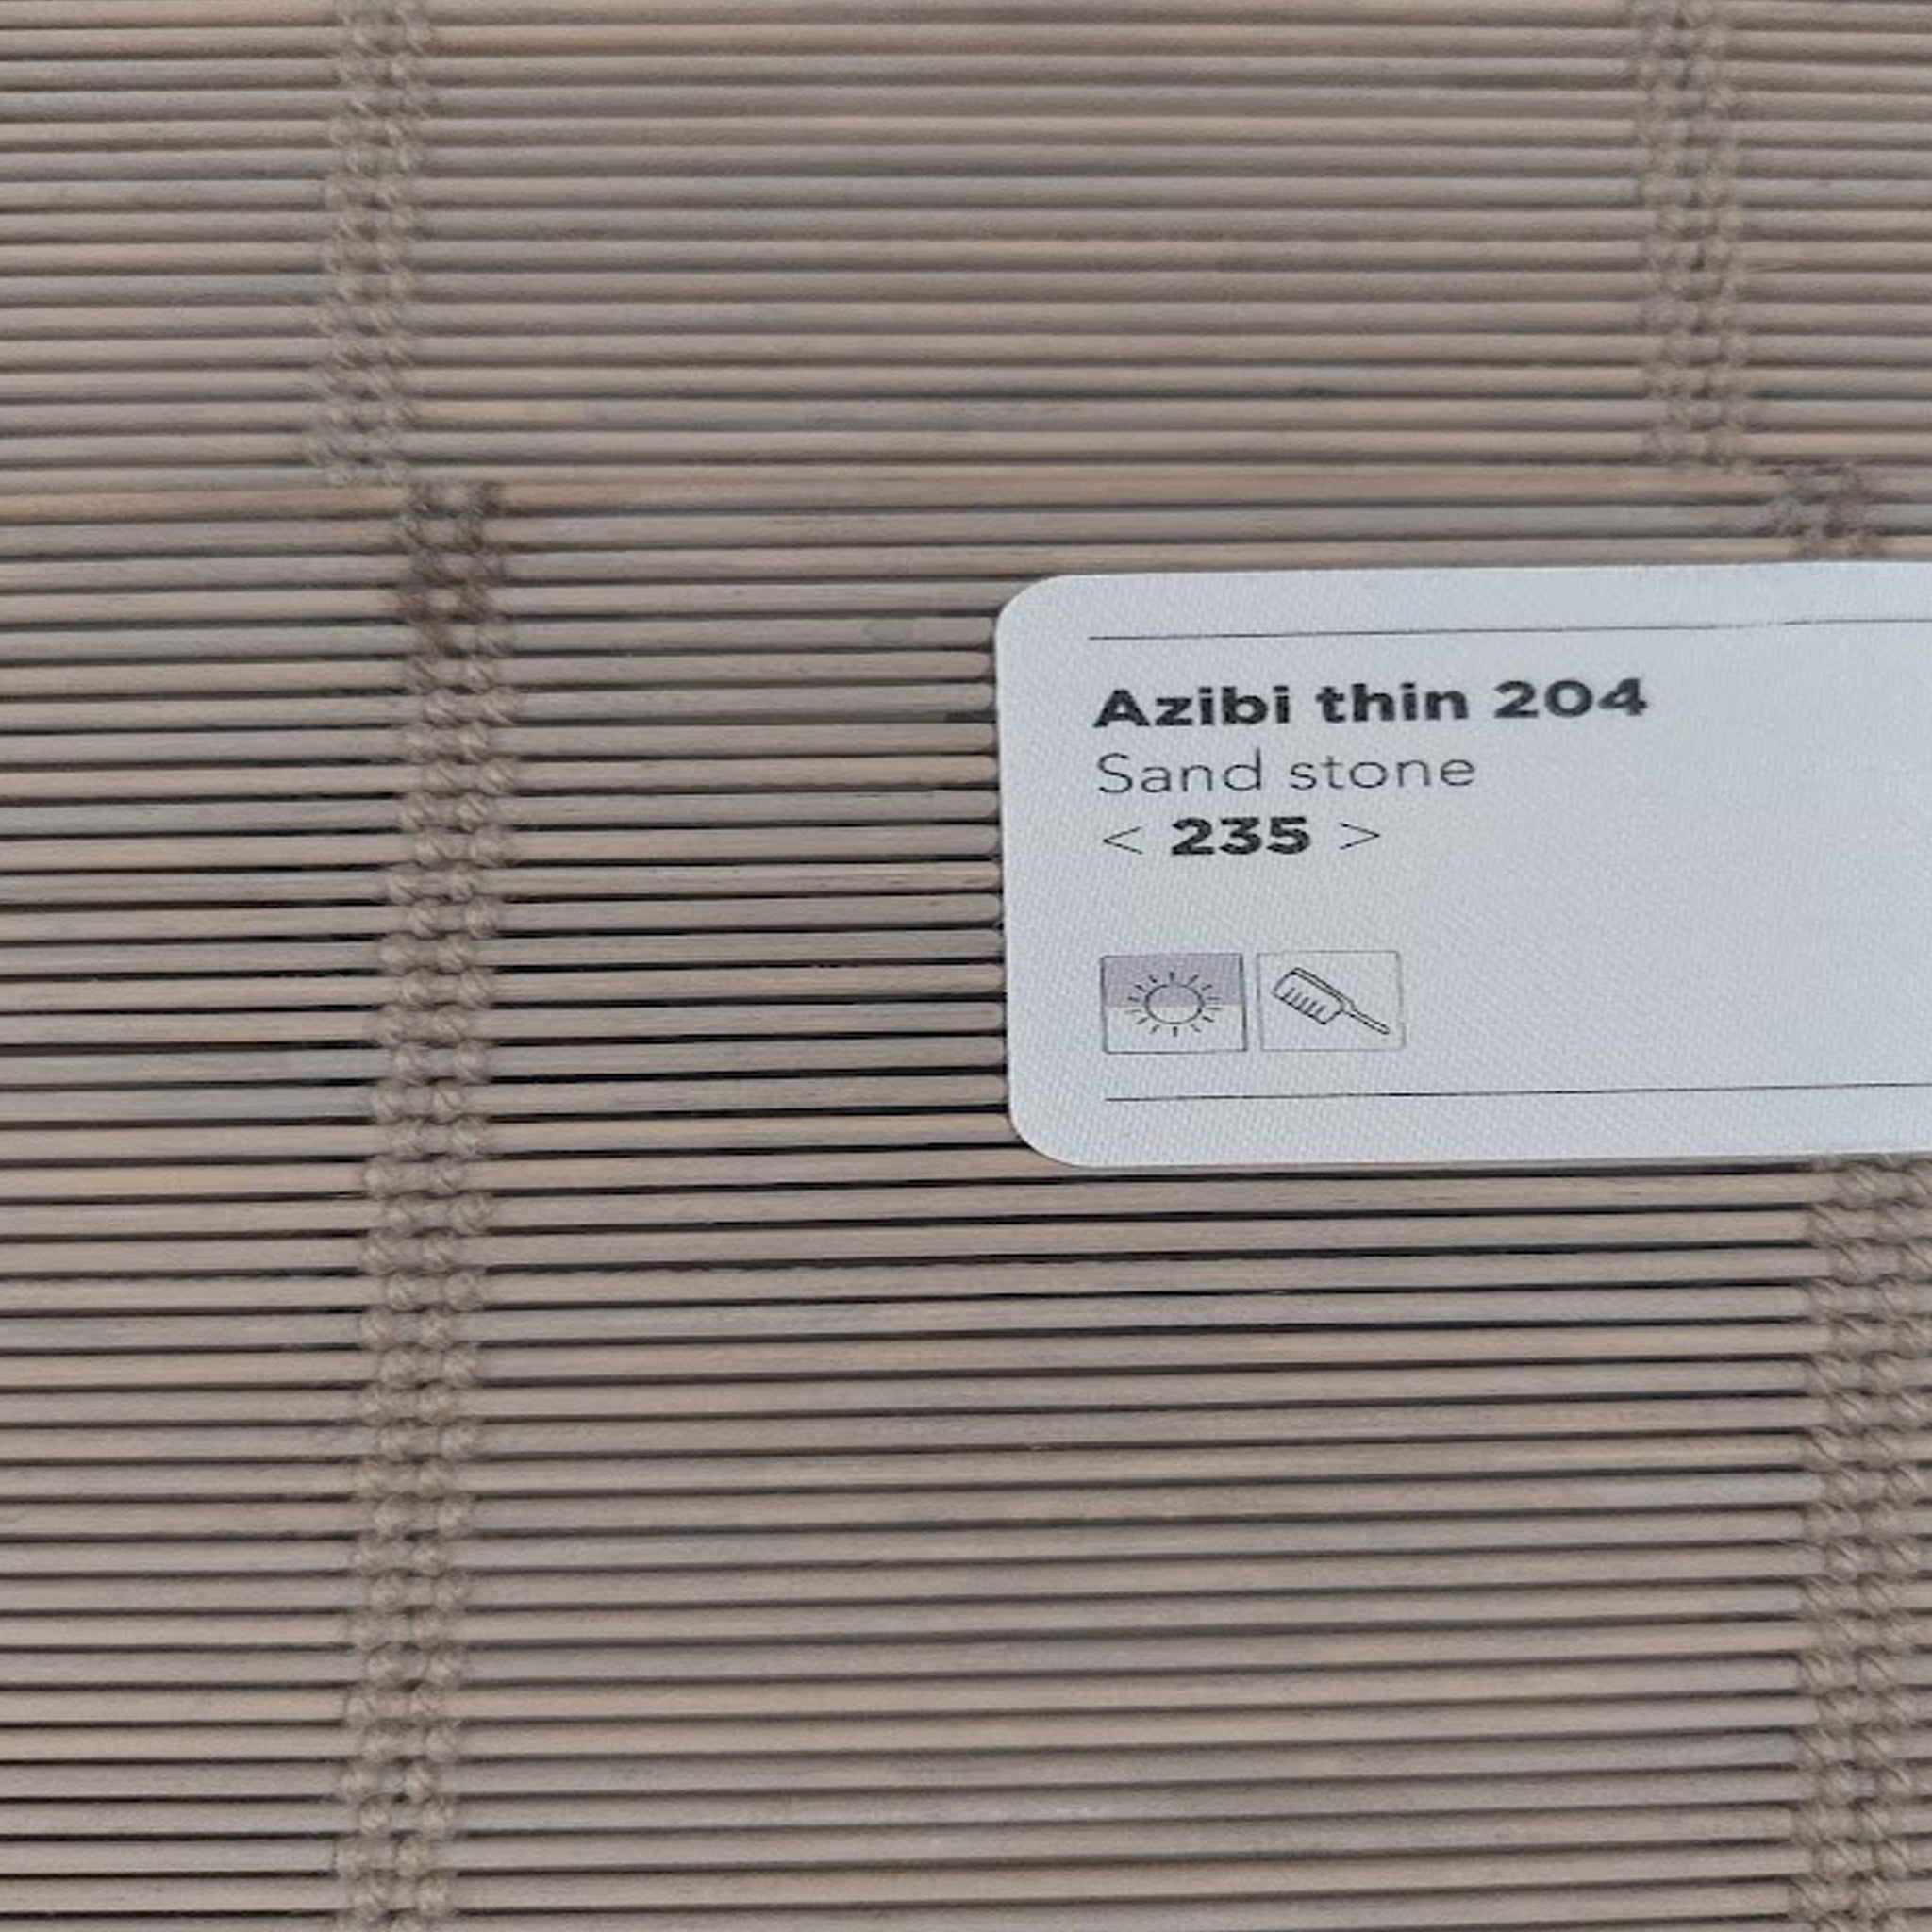 Azibi thin 204
Sand stone
< 235 >